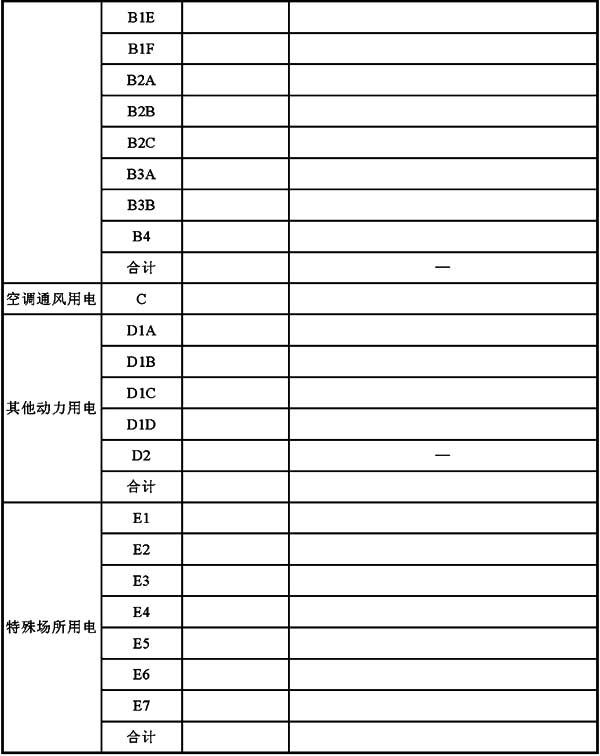 B1E
B1F
B2A
B2B
B2C
B3A
B3B
B4
合计 —
空调通风用电 C
D1A
D1B
其他动力用电 D1C
D1D
D2 —
合计
E1
E2
E3
特殊场所用电 E4
E5
E6
E7
合计